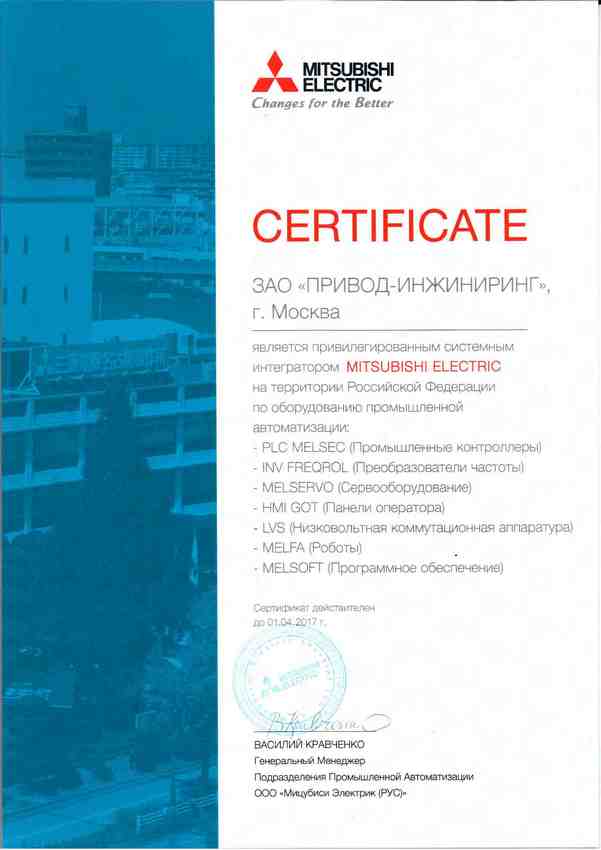 MITSUBISHI
ELECTRIC
Changes for the Better
CERTIFICATE
ЗАО «ПРИВОД-ИНЖИНИРИНГ»,
г. Москва
является привилегированным системным
интегратором MITSUBISHI ELECTRIC
на территории Российской Федерации
по оборудованию промышленной
автоматизации:
- PLC MELSEC (Промышленные контроллеры)
- INV FREQROL (Преобразователи частоты)
- MELSERVO (Сервооборудование)
- HMI GOT (Панели оператора)
- LVS (Низковольтная коммутационная аппаратура)
- MELFA (Роботы)
- MELSOFT (Программное обеспечение)
Сертификат действителен
до 01.04.2017 г.
MITSUBISHI
ELECTRIC
ВАСИЛИЙ КРАВЧЕНКО
Генеральный Менеджер
Подразделения Промышленной Автоматизации
ООО «Мицубиси Электрик (РУС)»